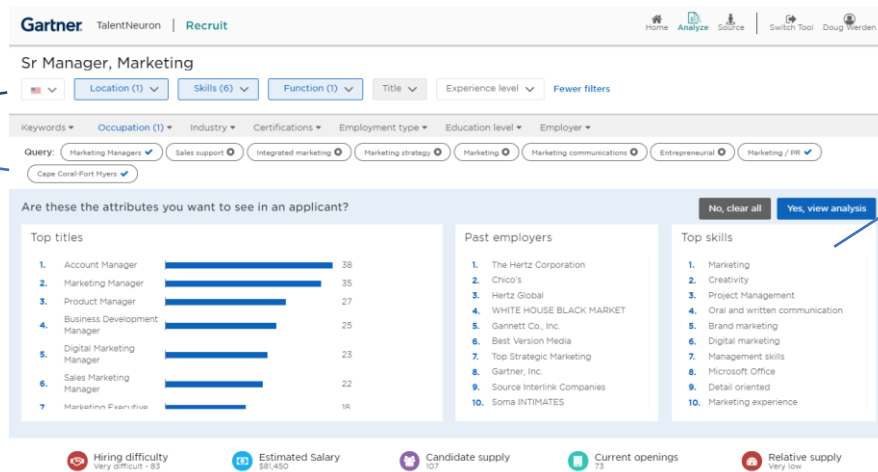 Gartner TalentNeuron | Recruit
Home Analyze Source Switch Tool Doug Werden
Sr Manager, Marketing
Location (1) Skills (6) Function (1) Title Experience level Fewer filters
Keywords Occupation (1) Industry Certifications Employment type Education level Employer
Query: Marketing Managers Sales support Integrated marketing Marketing strategy Marketing Marketing communications Entrepreneurial Marketing / PR
Cape Coral-Fort Myers
Are these the attributes you want to see in an applicant?
No, clear all Yes, view analysis
Top titles
1. Account Manager 38
2. Marketing Manager 35
3. Product Manager 27
4. Business Development Manager 25
5. Digital Marketing Manager 23
6. Sales Marketing Manager 22
7 Marketing Executive 18
Past employers
1. The Hertz Corporation
2. Chico's
3. Hertz Global
4. WHITE HOUSE BLACK MARKET
5. Gannett Co., Inc.
6. Best Version Media
7. Top Strategic Marketing
8. Gartner, Inc.
9. Source Interlink Companies
10. Soma INTIMATES
Top skills
1. Marketing
2. Creativity
3. Project Management
4. Oral and written communication
5. Brand marketing
6. Digital marketing
7. Management skills
8. Microsoft Office
9. Detail oriented
10. Marketing experience
Hiring difficulty
Very difficult - 83
Estimated Salary
$81,450
Candidate supply
107
Current openings
73
Relative supply
Very low